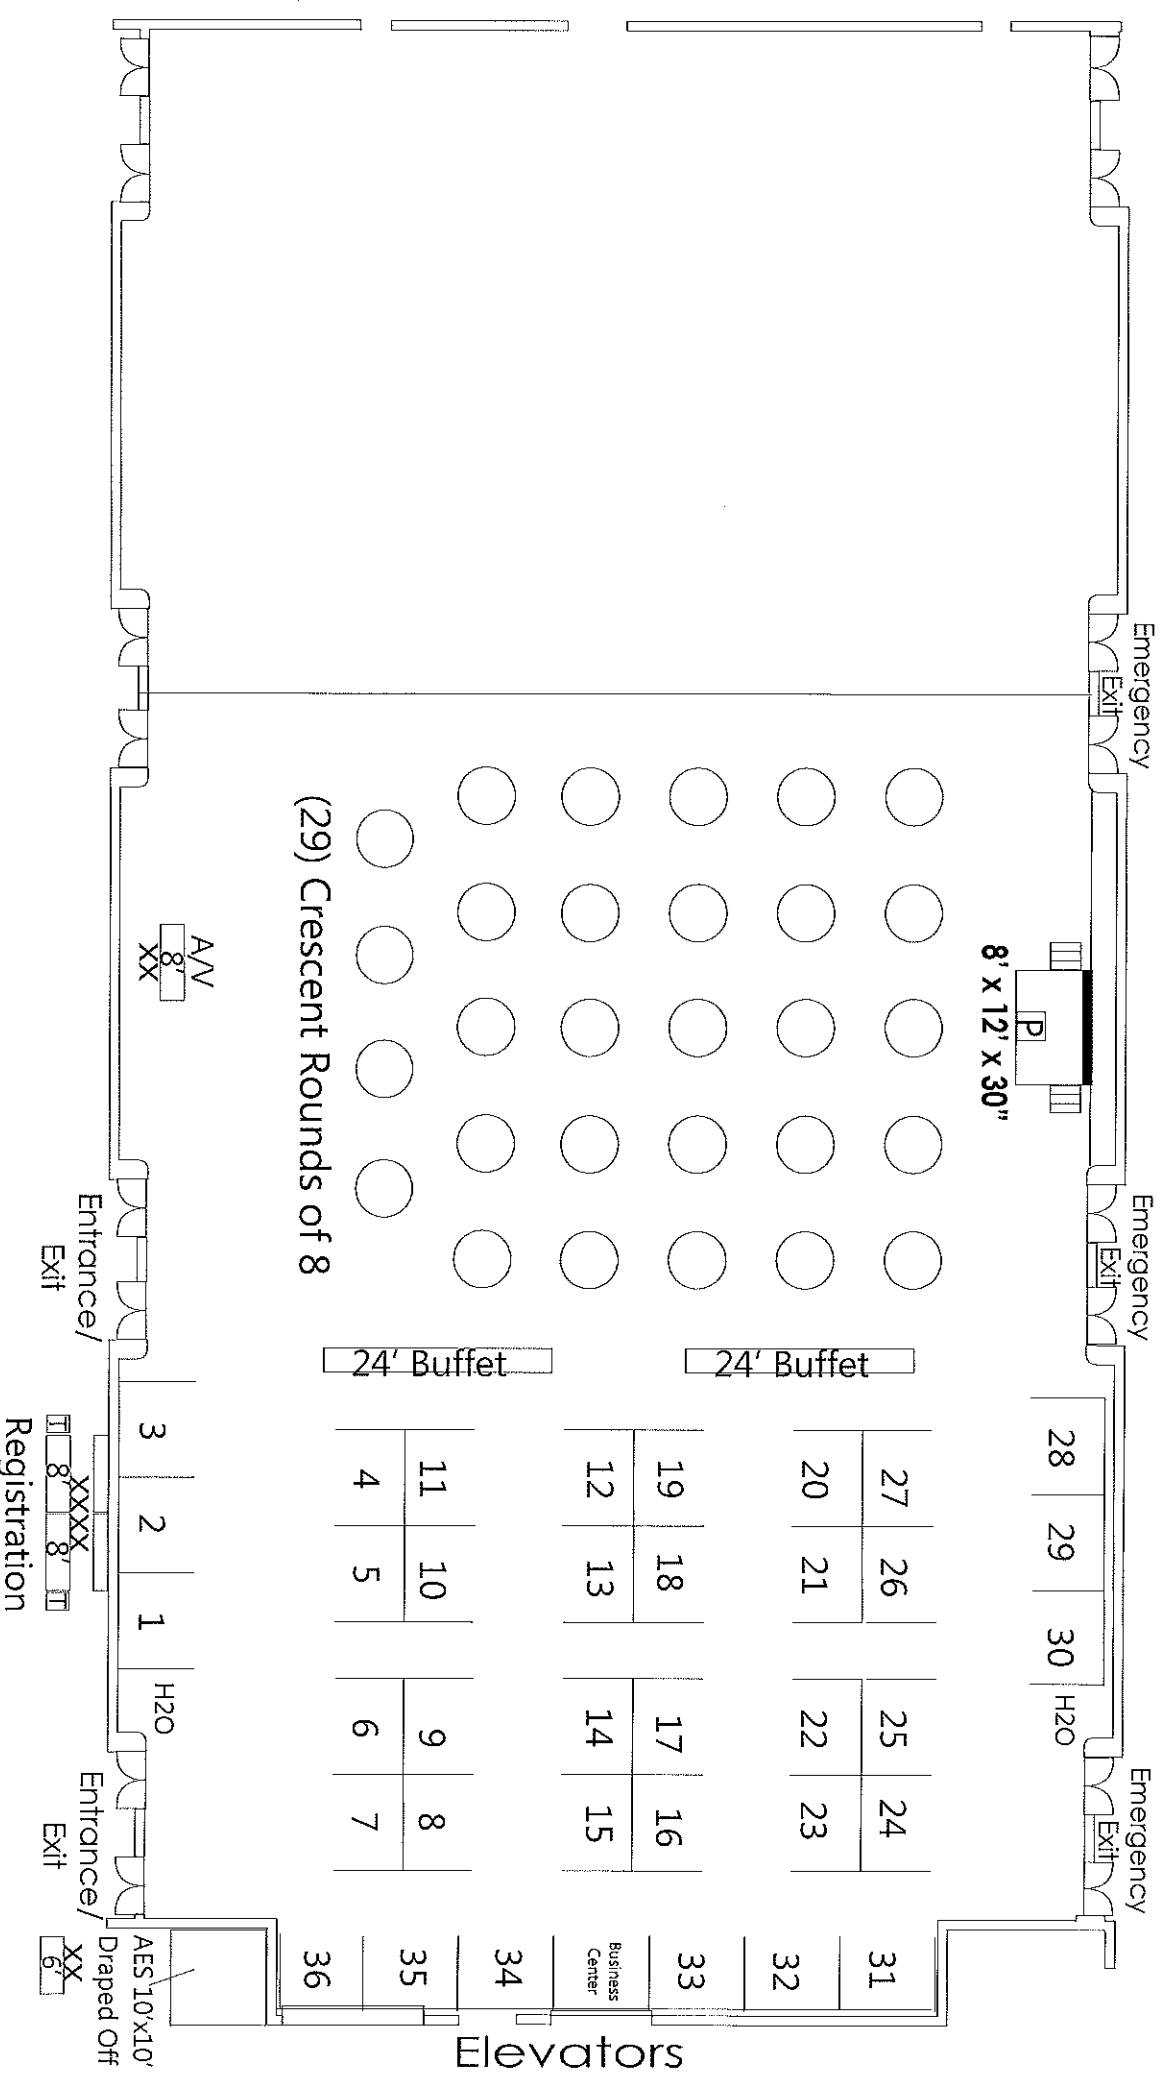 Emergency
Exit
8' x 12' x 30"
P
Emergency
Exit
Emergency
Exit
(29) Crescent Rounds of 8
A/V
8'
XX
24' Buffet
24' Buffet
Entrance/
Exit
28
29
30
H2O
27
26
25
24
20
21
22
23
19
18
17
16
12
13
14
15
11
10
9
8
4
5
6
7
3
2
1
H2O
XXXX
T
8'
8'
T
Registration
Entrance/
Exit
31
32
33
Business
Center
34
35
36
AES 10'x10'
Draped Off
XX
6'
Elevators